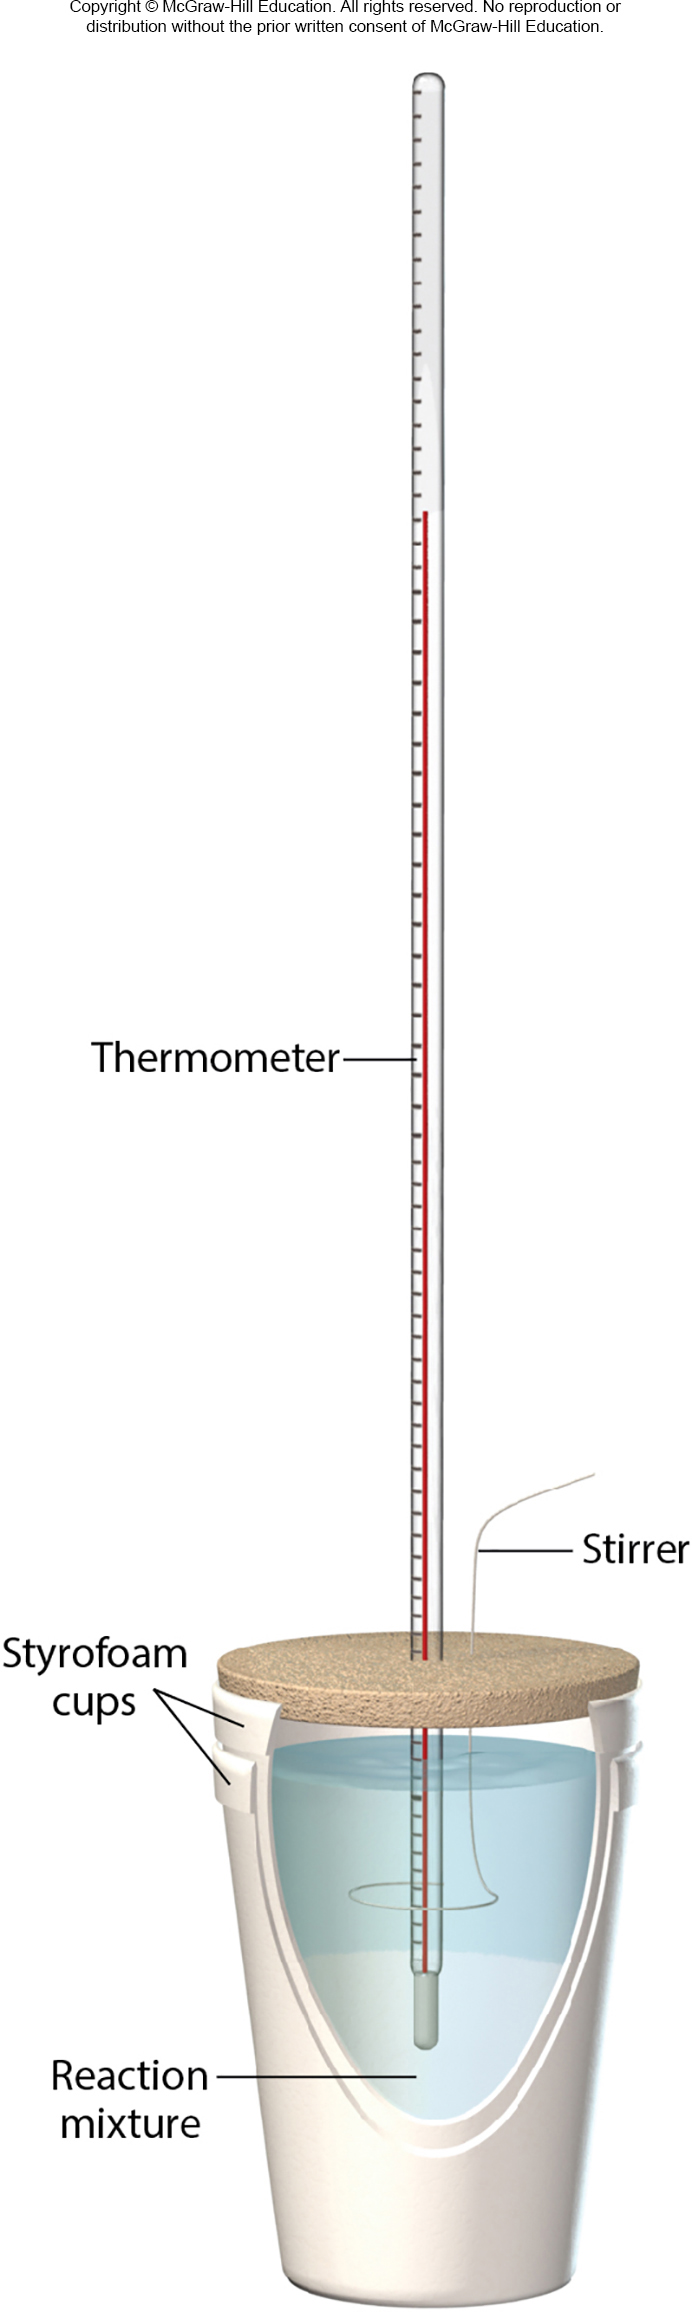 Copyright © McGraw-Hill Education. All rights reserved. No reproduction or
distribution without the prior written consent of McGraw-Hill Education.
Thermometer
Stirrer
Styrofoam
cups
Reaction
mixture